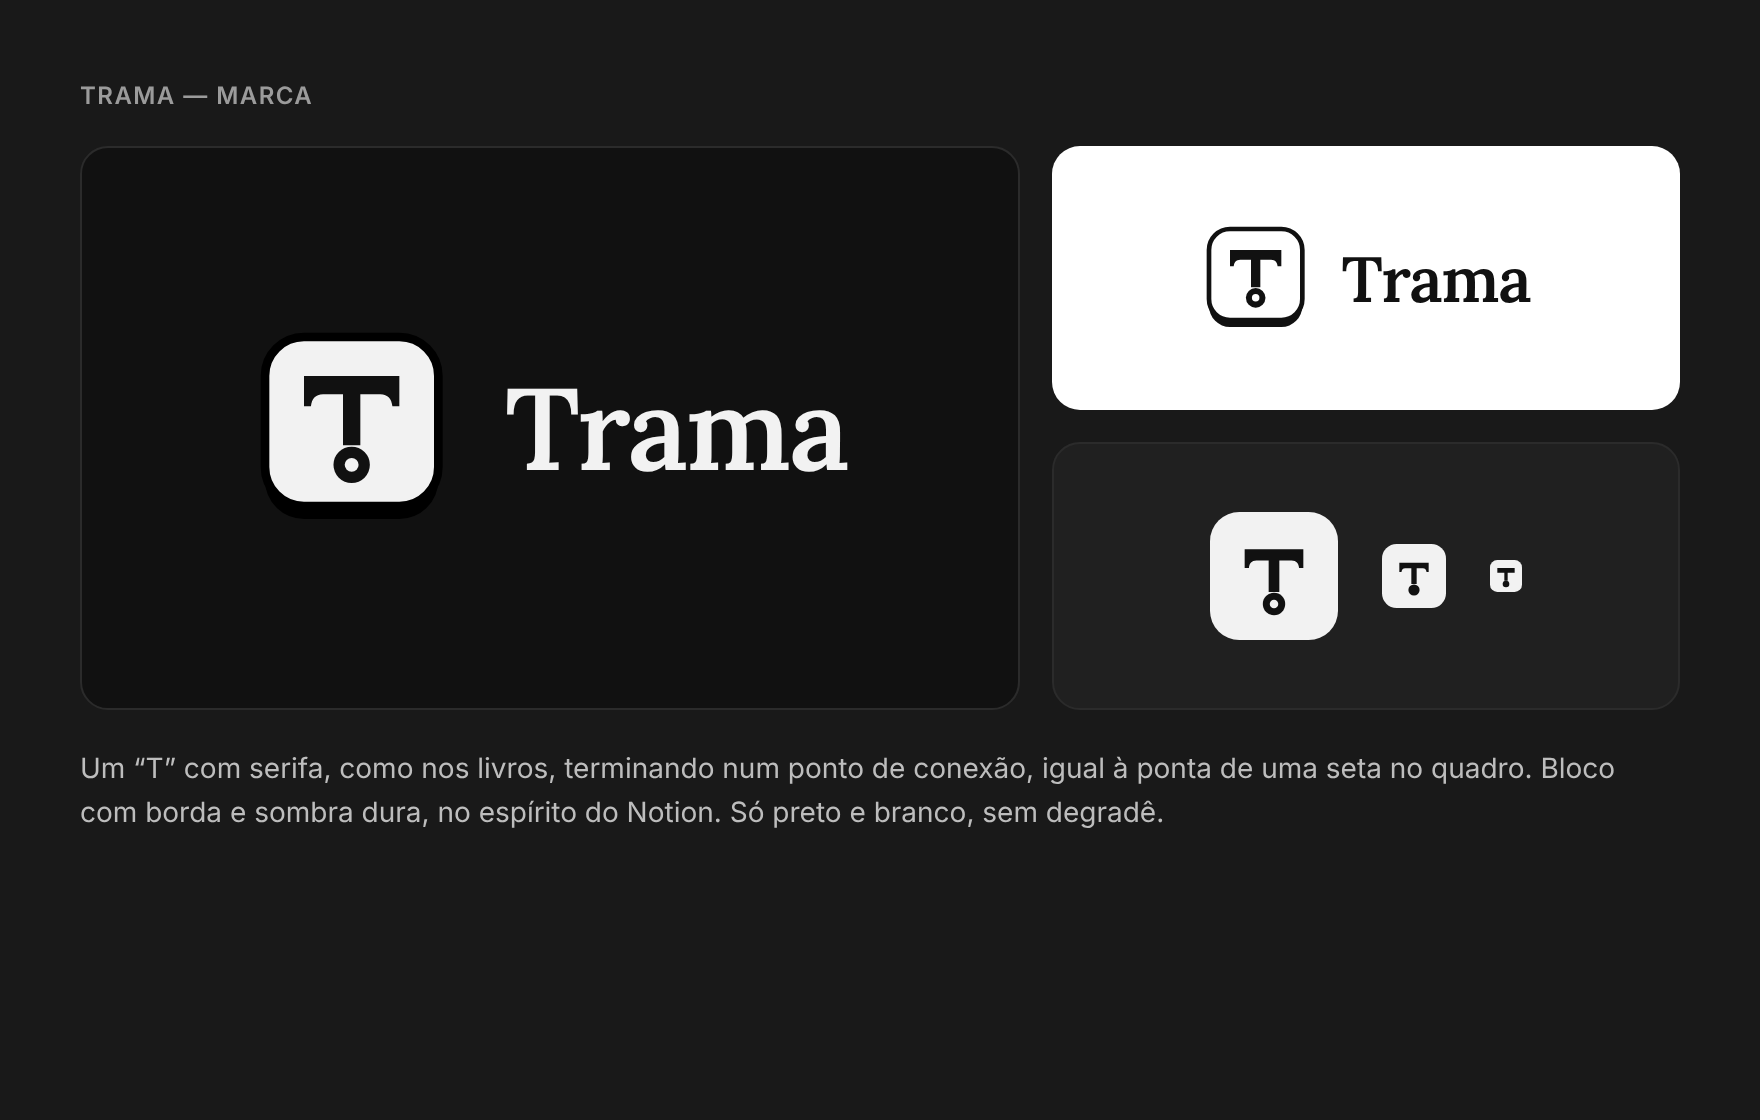 TRAMA — MARCA
T
Trama
T
Trama
T
T
T
Um “T” com serifa, como nos livros, terminando num ponto de conexão, igual à ponta de uma seta no quadro. Bloco
com borda e sombra dura, no espírito do Notion. Só preto e branco, sem degradê.